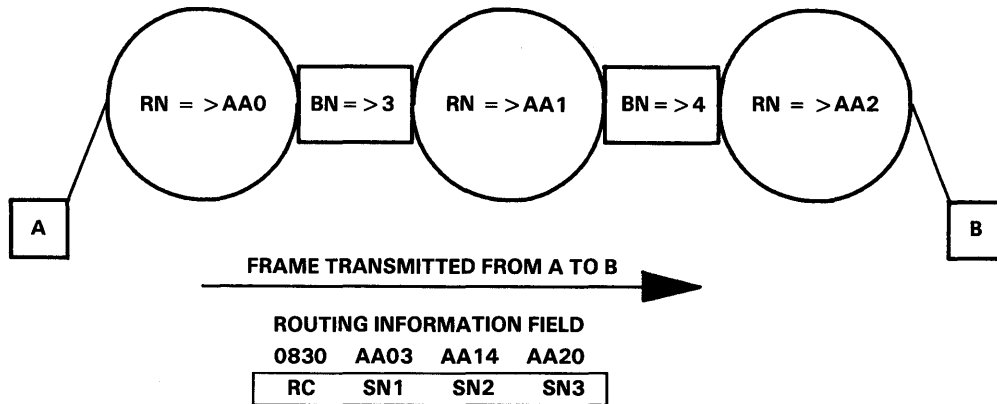 RN = >AA0 BN = >3 RN = >AA1 BN = >4 RN = >AA2
A B
FRAME TRANSMITTED FROM A TO B
ROUTING INFORMATION FIELD
0830 AA03 AA14 AA20
RC SN1 SN2 SN3